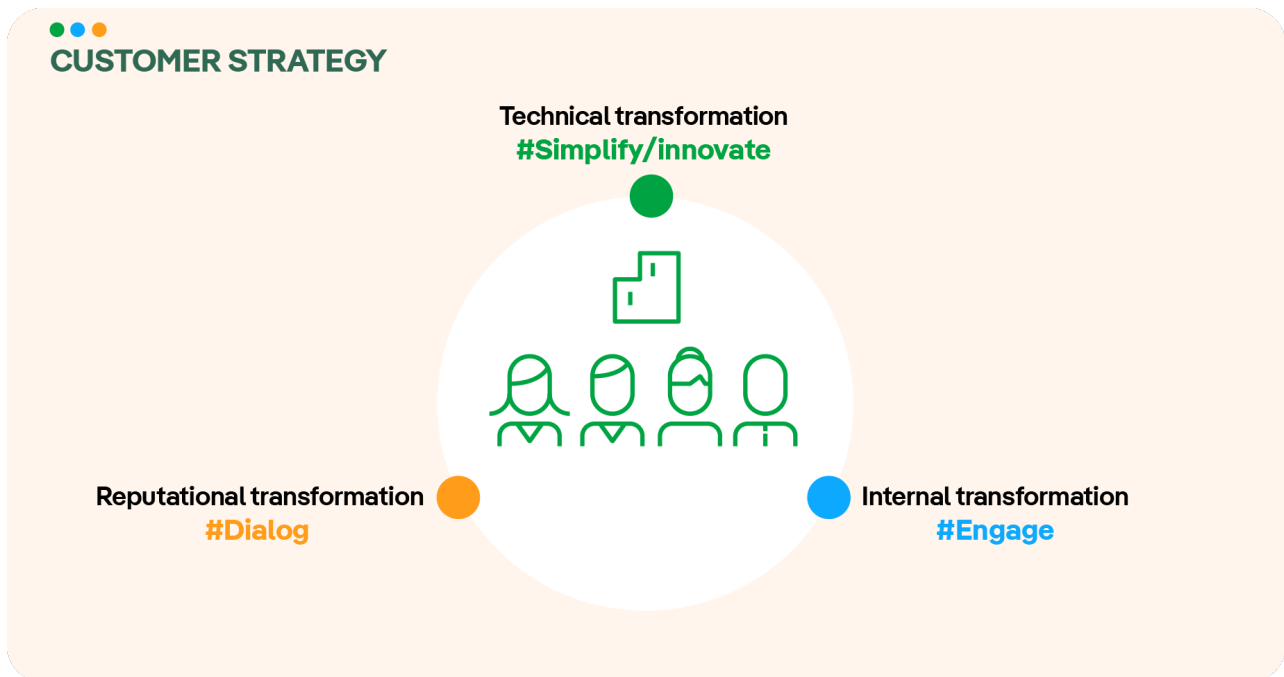 CUSTOMER STRATEGY
Technical transformation
#Simplify/innovate
Reputational transformation
#Dialog
Internal transformation
#Engage